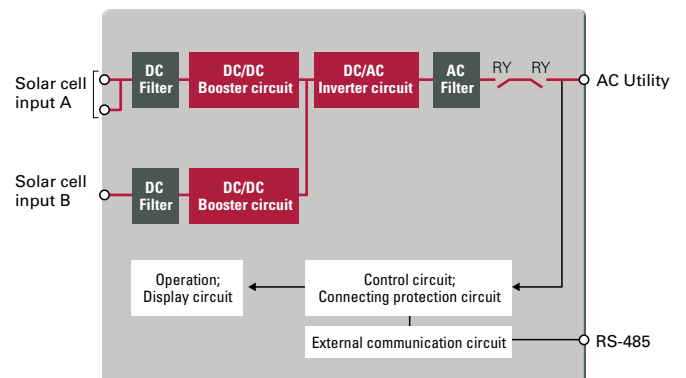 Solar cell
input A
DC
Filter
DC/DC
Booster circuit
DC/AC
Inverter circuit
AC
Filter
RY RY
AC Utility
Solar cell
input B
DC
Filter
DC/DC
Booster circuit
Operation;
Display circuit
Control circuit;
Connecting protection circuit
External communication circuit
RS-485